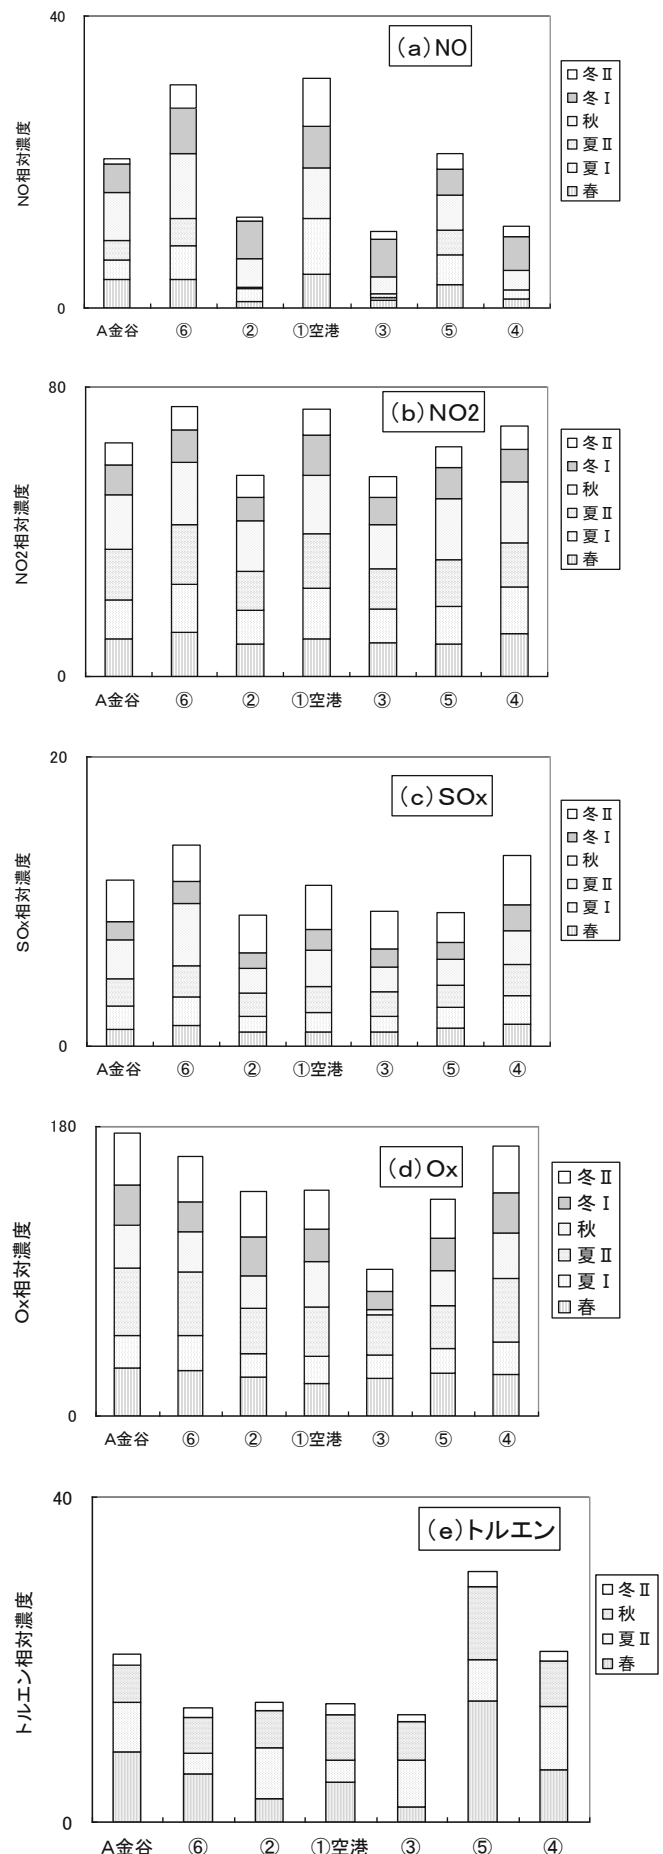 40
(a)NO
NO相対濃度
冬Ⅱ
冬Ⅰ
秋
夏Ⅱ
夏Ⅰ
春
0
A金谷 ⑥ ② ①空港 ③ ⑤ ④
80
(b)NO2
NO2相対濃度
冬Ⅱ
冬Ⅰ
秋
夏Ⅱ
夏Ⅰ
春
0
A金谷 ⑥ ② ①空港 ③ ⑤ ④
20
(c)SOx
SOx相対濃度
冬Ⅱ
冬Ⅰ
秋
夏Ⅱ
夏Ⅰ
春
0
A金谷 ⑥ ② ①空港 ③ ⑤ ④
180
(d)Ox
Ox相対濃度
冬Ⅱ
冬Ⅰ
秋
夏Ⅱ
夏Ⅰ
春
0
A金谷 ⑥ ② ①空港 ③ ⑤ ④
40
(e)トルエン
トルエン相対濃度
冬Ⅱ
秋
夏Ⅱ
春
0
A金谷 ⑥ ② ①空港 ③ ⑤ ④